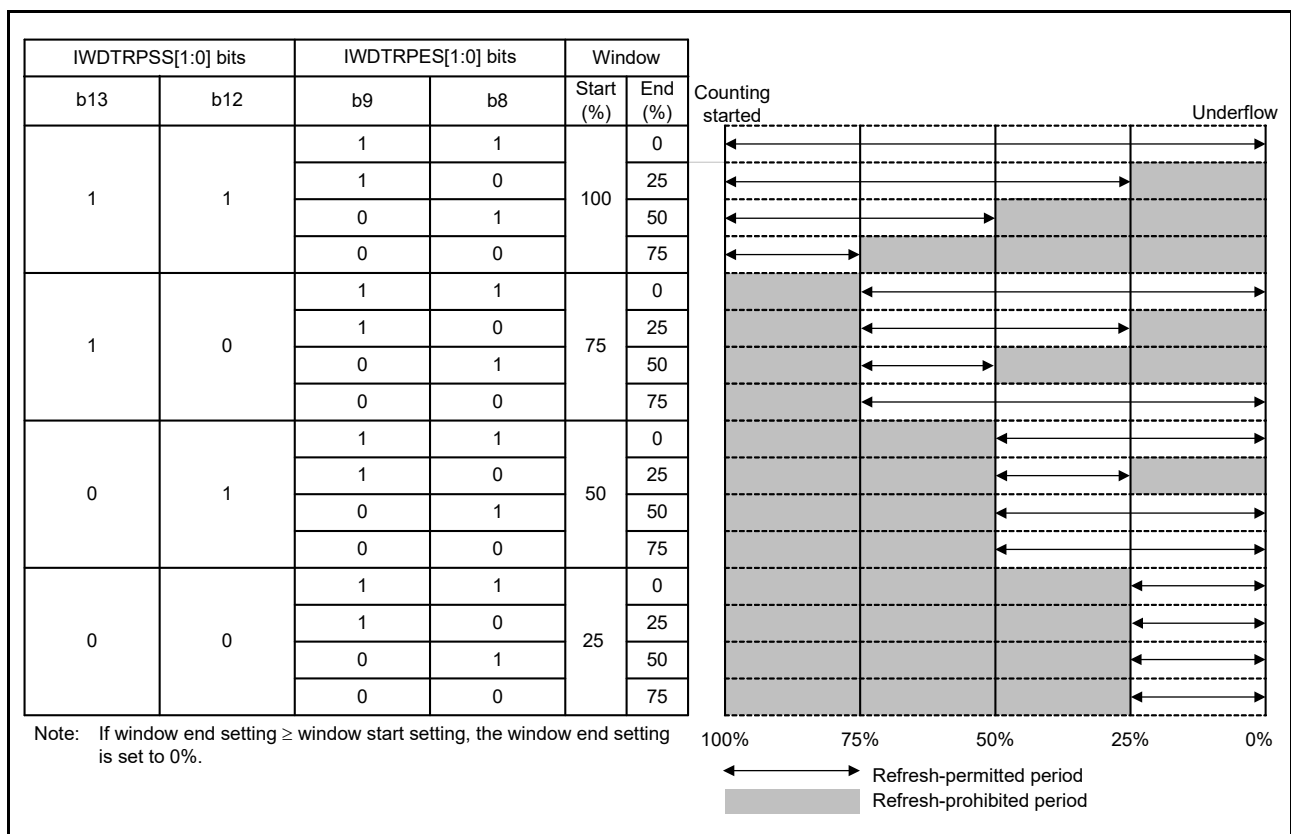 IWDTRPSS[1:0] bits IWDTRPES[1:0] bits Window
b13 b12 b9 b8 Start (%) End (%)
Counting started Underflow
1 1 1 1 100 0
1 0 25
0 1 50
0 0 75
1 0 1 1 75 0
1 0 25
0 1 50
0 0 75
0 1 1 1 50 0
1 0 25
0 1 50
0 0 75
0 0 1 1 25 0
1 0 25
0 1 50
0 0 75
Note: If window end setting ≥ window start setting, the window end setting
is set to 0%.
100% 75% 50% 25% 0%
Refresh-permitted period
Refresh-prohibited period